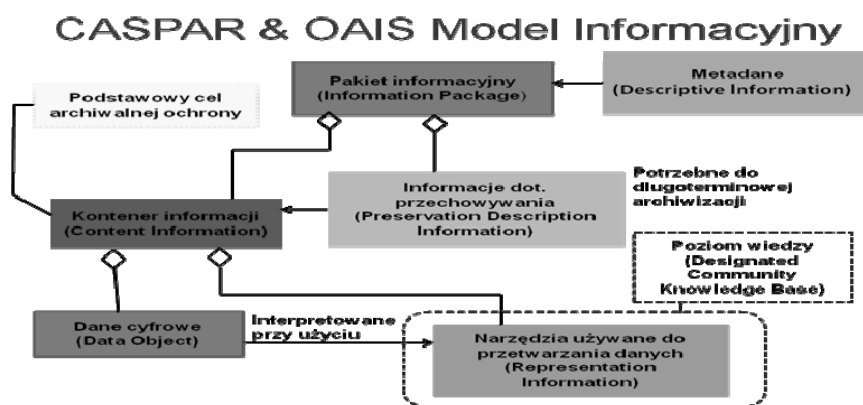 CASPAR & OAIS Model Informacyjny
Pakiet informacyjny
(Information Package)
Metadane
(Descriptive Information)
Podstawowy cel
archiwalnej ochrony
Informacje dot.
przechowywania
(Preservation Description
Information)
Potrzebne do
długoterminowej
archiwizacji
Kontener informacji
(Content Information)
Poziom wiedzy
(Designated
Community
Knowledge Base)
Dane cyfrowe
(Data Object)
Interpretowane
przy użyciu
Narzędzia używane do
przetwarzania danych
(Representation
Information)